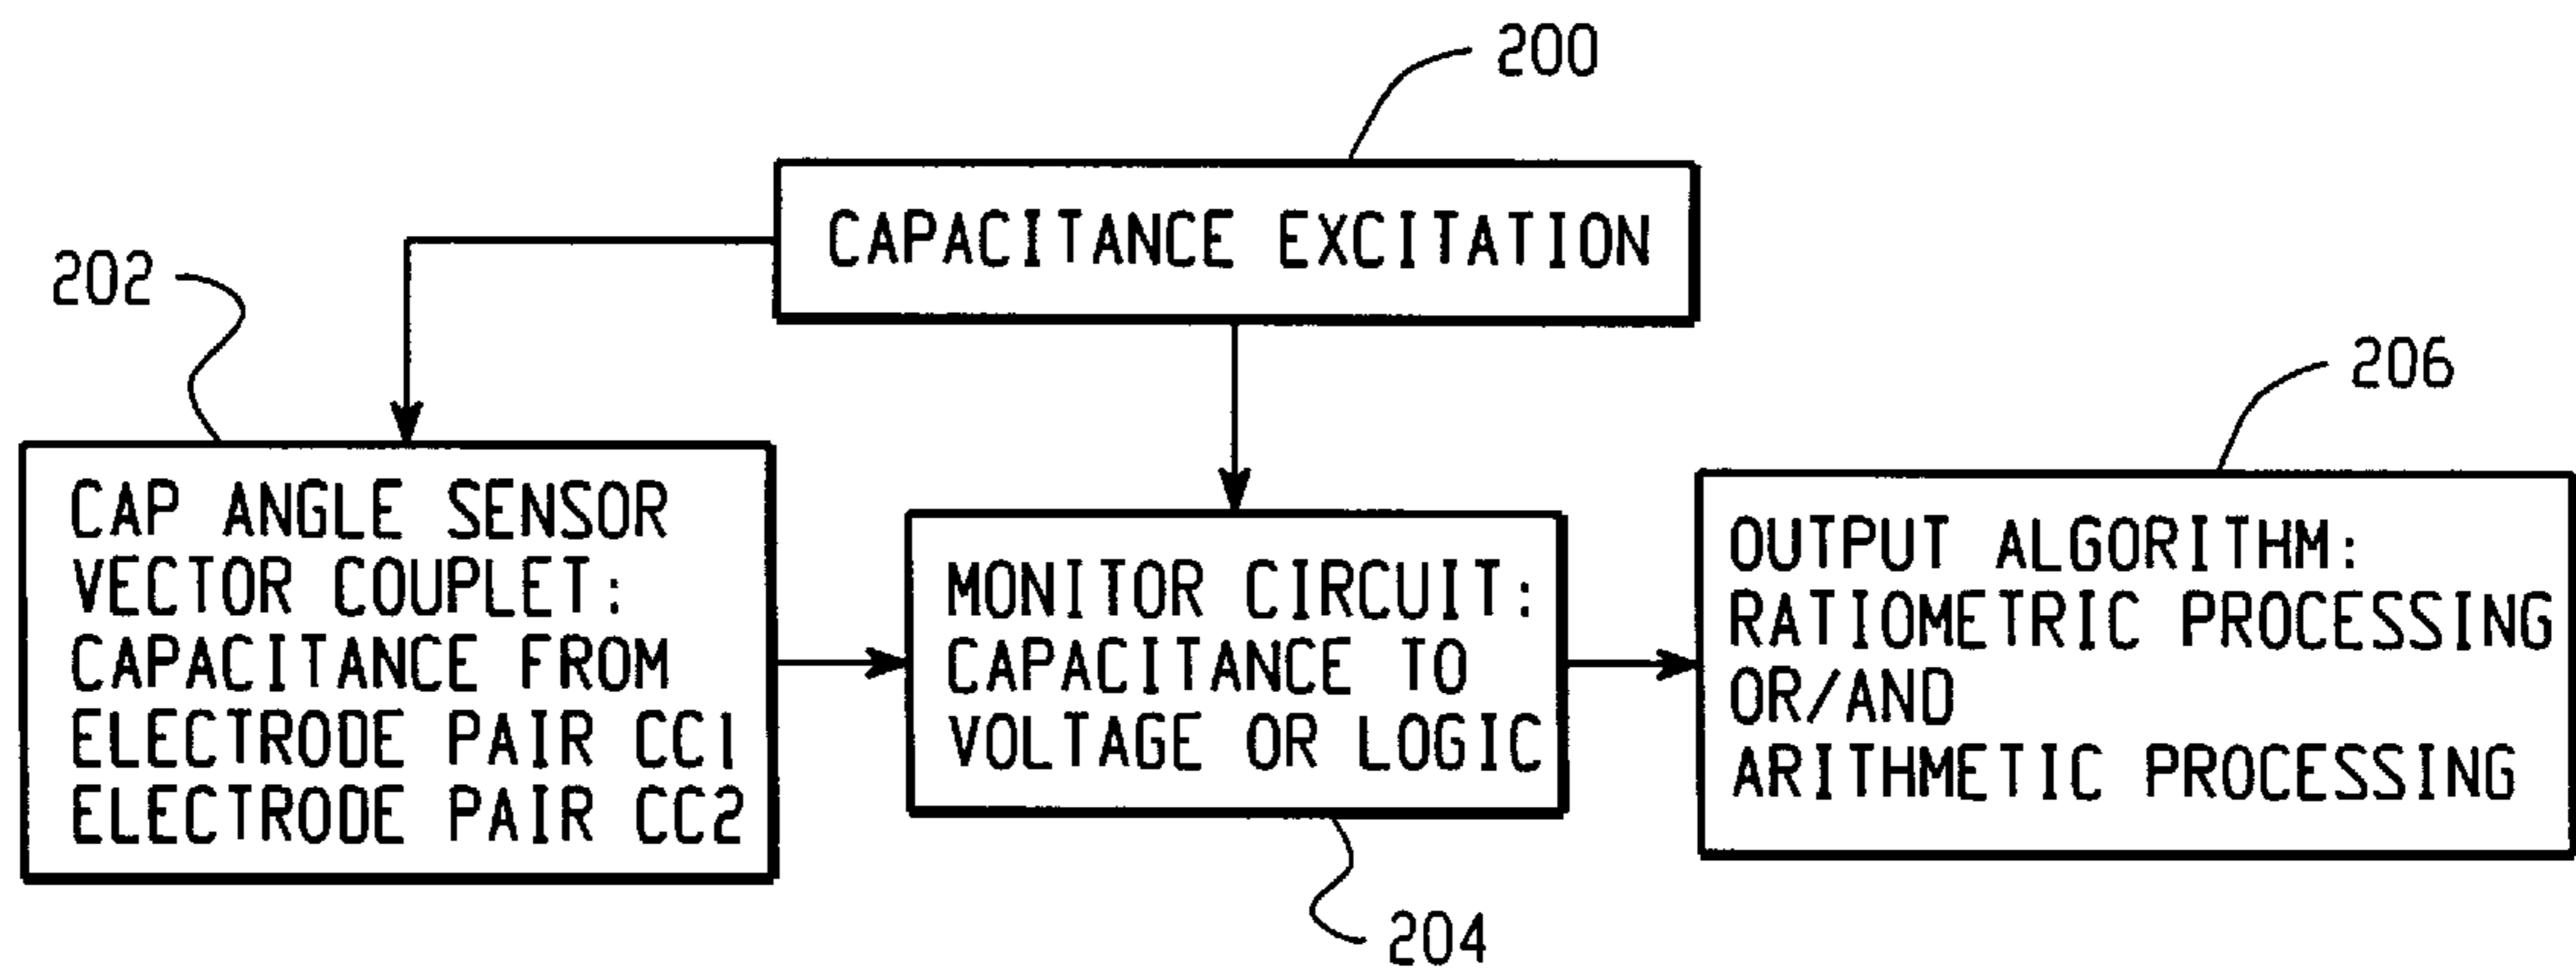 200
CAPACITANCE EXCITATION
202
CAP ANGLE SENSOR
VECTOR COUPLET:
CAPACITANCE FROM
ELECTRODE PAIR CC1
ELECTRODE PAIR CC2
MONITOR CIRCUIT:
CAPACITANCE TO
VOLTAGE OR LOGIC
204
206
OUTPUT ALGORITHM:
RATIOMETRIC PROCESSING
OR/AND
ARITHMETIC PROCESSING